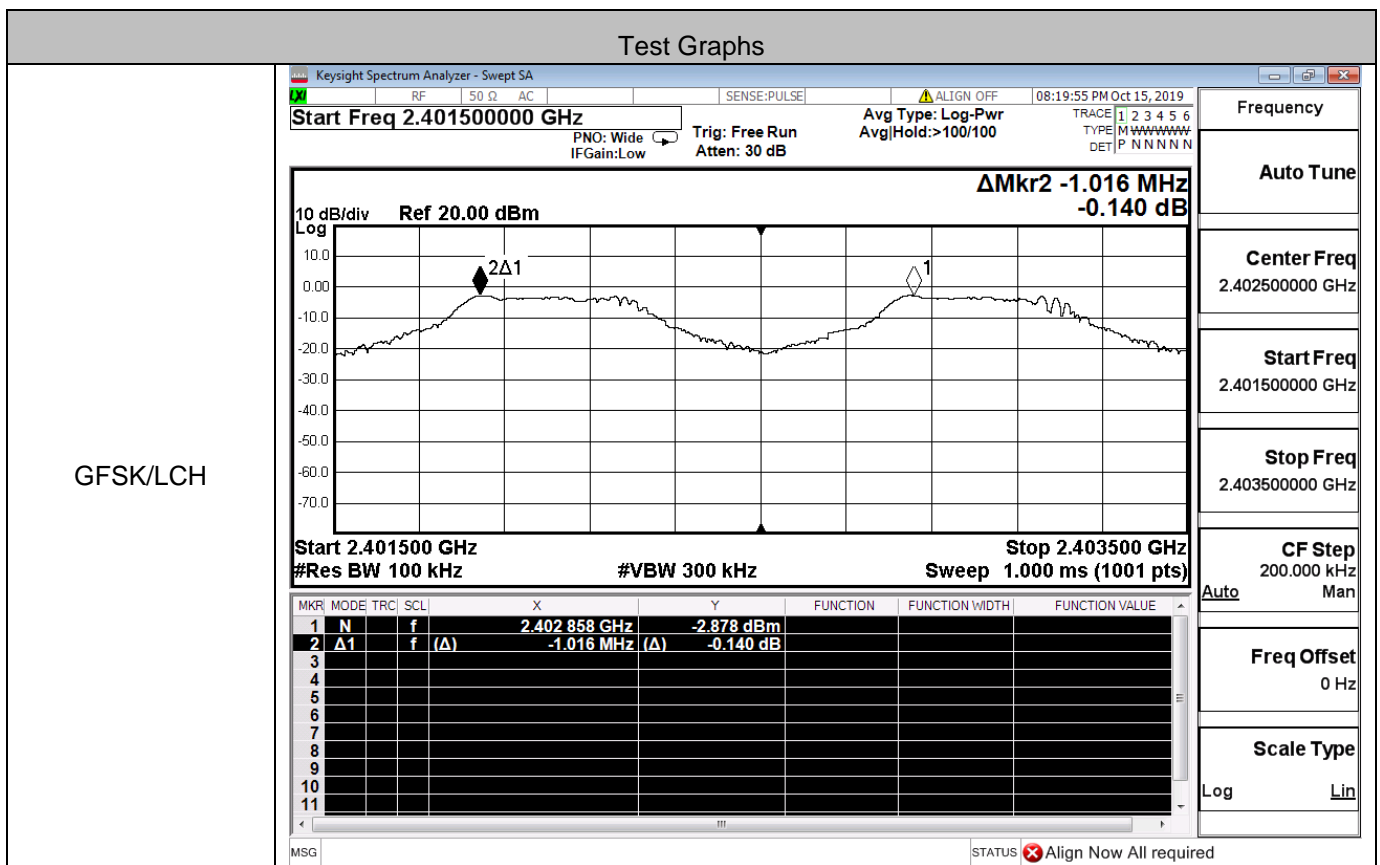 Test Graphs
GFSK/LCH
Keysight Spectrum Analyzer - Swept SA
LXI RF 50 Ω AC SENSE:PULSE ALIGN OFF 08:19:55 PM Oct 15, 2019
Start Freq 2.401500000 GHz
PNO: Wide
IFGain:Low
Trig: Free Run
Atten: 30 dB
Avg Type: Log-Pwr
Avg|Hold:>100/100
TRACE 1 2 3 4 5 6
TYPE M W W W W W
DET P N N N N N
ΔMkr2 -1.016 MHz
-0.140 dB
10 dB/div Ref 20.00 dBm
Log
10.0
0.00
-10.0
-20.0
-30.0
-40.0
-50.0
-60.0
-70.0
2Δ1
1
Start 2.401500 GHz Stop 2.403500 GHz
#Res BW 100 kHz #VBW 300 kHz Sweep 1.000 ms (1001 pts)
MKR MODE TRC SCL X Y FUNCTION FUNCTION WIDTH FUNCTION VALUE
1 N f 2.402 858 GHz -2.878 dBm
2 Δ1 f (Δ) -1.016 MHz (Δ) -0.140 dB
3
4
5
6
7
8
9
10
11
MSG STATUS Align Now All required
Frequency
Auto Tune
Center Freq
2.402500000 GHz
Start Freq
2.401500000 GHz
Stop Freq
2.403500000 GHz
CF Step
200.000 kHz
Auto Man
Freq Offset
0 Hz
Scale Type
Log Lin